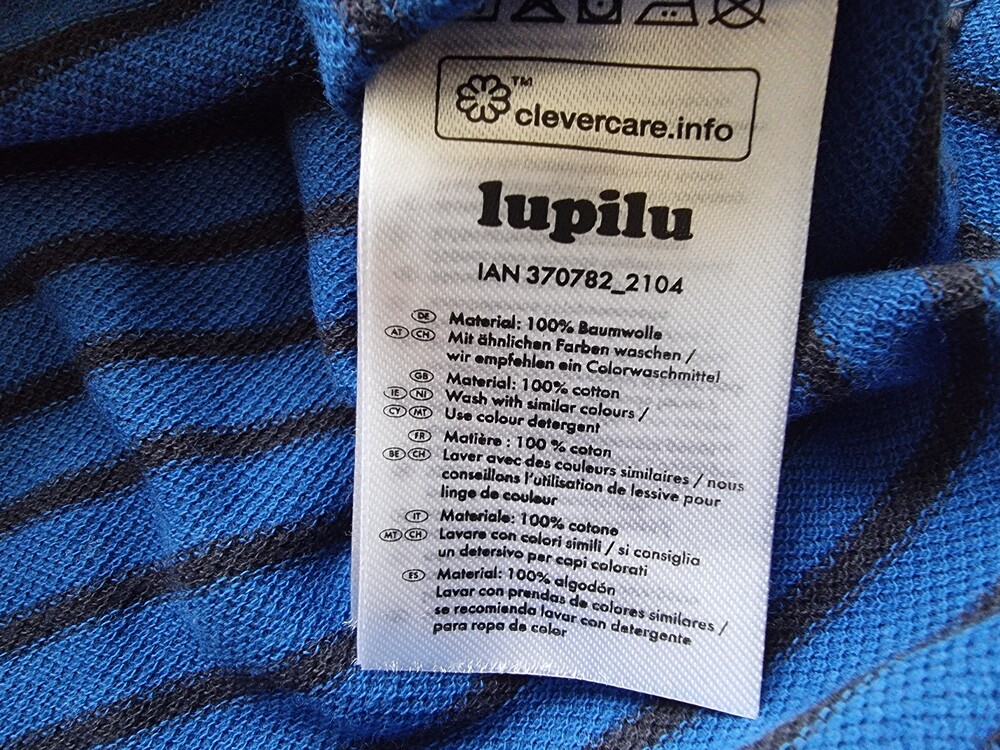 TM
clevercare.info
lupilu
IAN 370782_2104
DE Material: 100% Baumwolle
AT CH Mit ähnlichen Farben waschen /
wir empfehlen ein Colorwaschmittel
GB Material: 100% cotton
IE NI Wash with similar colours /
CY MT Use colour detergent
FR Matière : 100 % coton
BE CH Laver avec des couleurs similaires / nous
conseillons l'utilisation de lessive pour
linge de couleur
IT Materiale: 100% cotone
MT CH Lavare con colori simili / si consiglia
un detersivo per capi colorati
ES Material: 100% algodón
Lavar con prendas de colores similares /
se recomienda lavar con detergente
para ropa de color